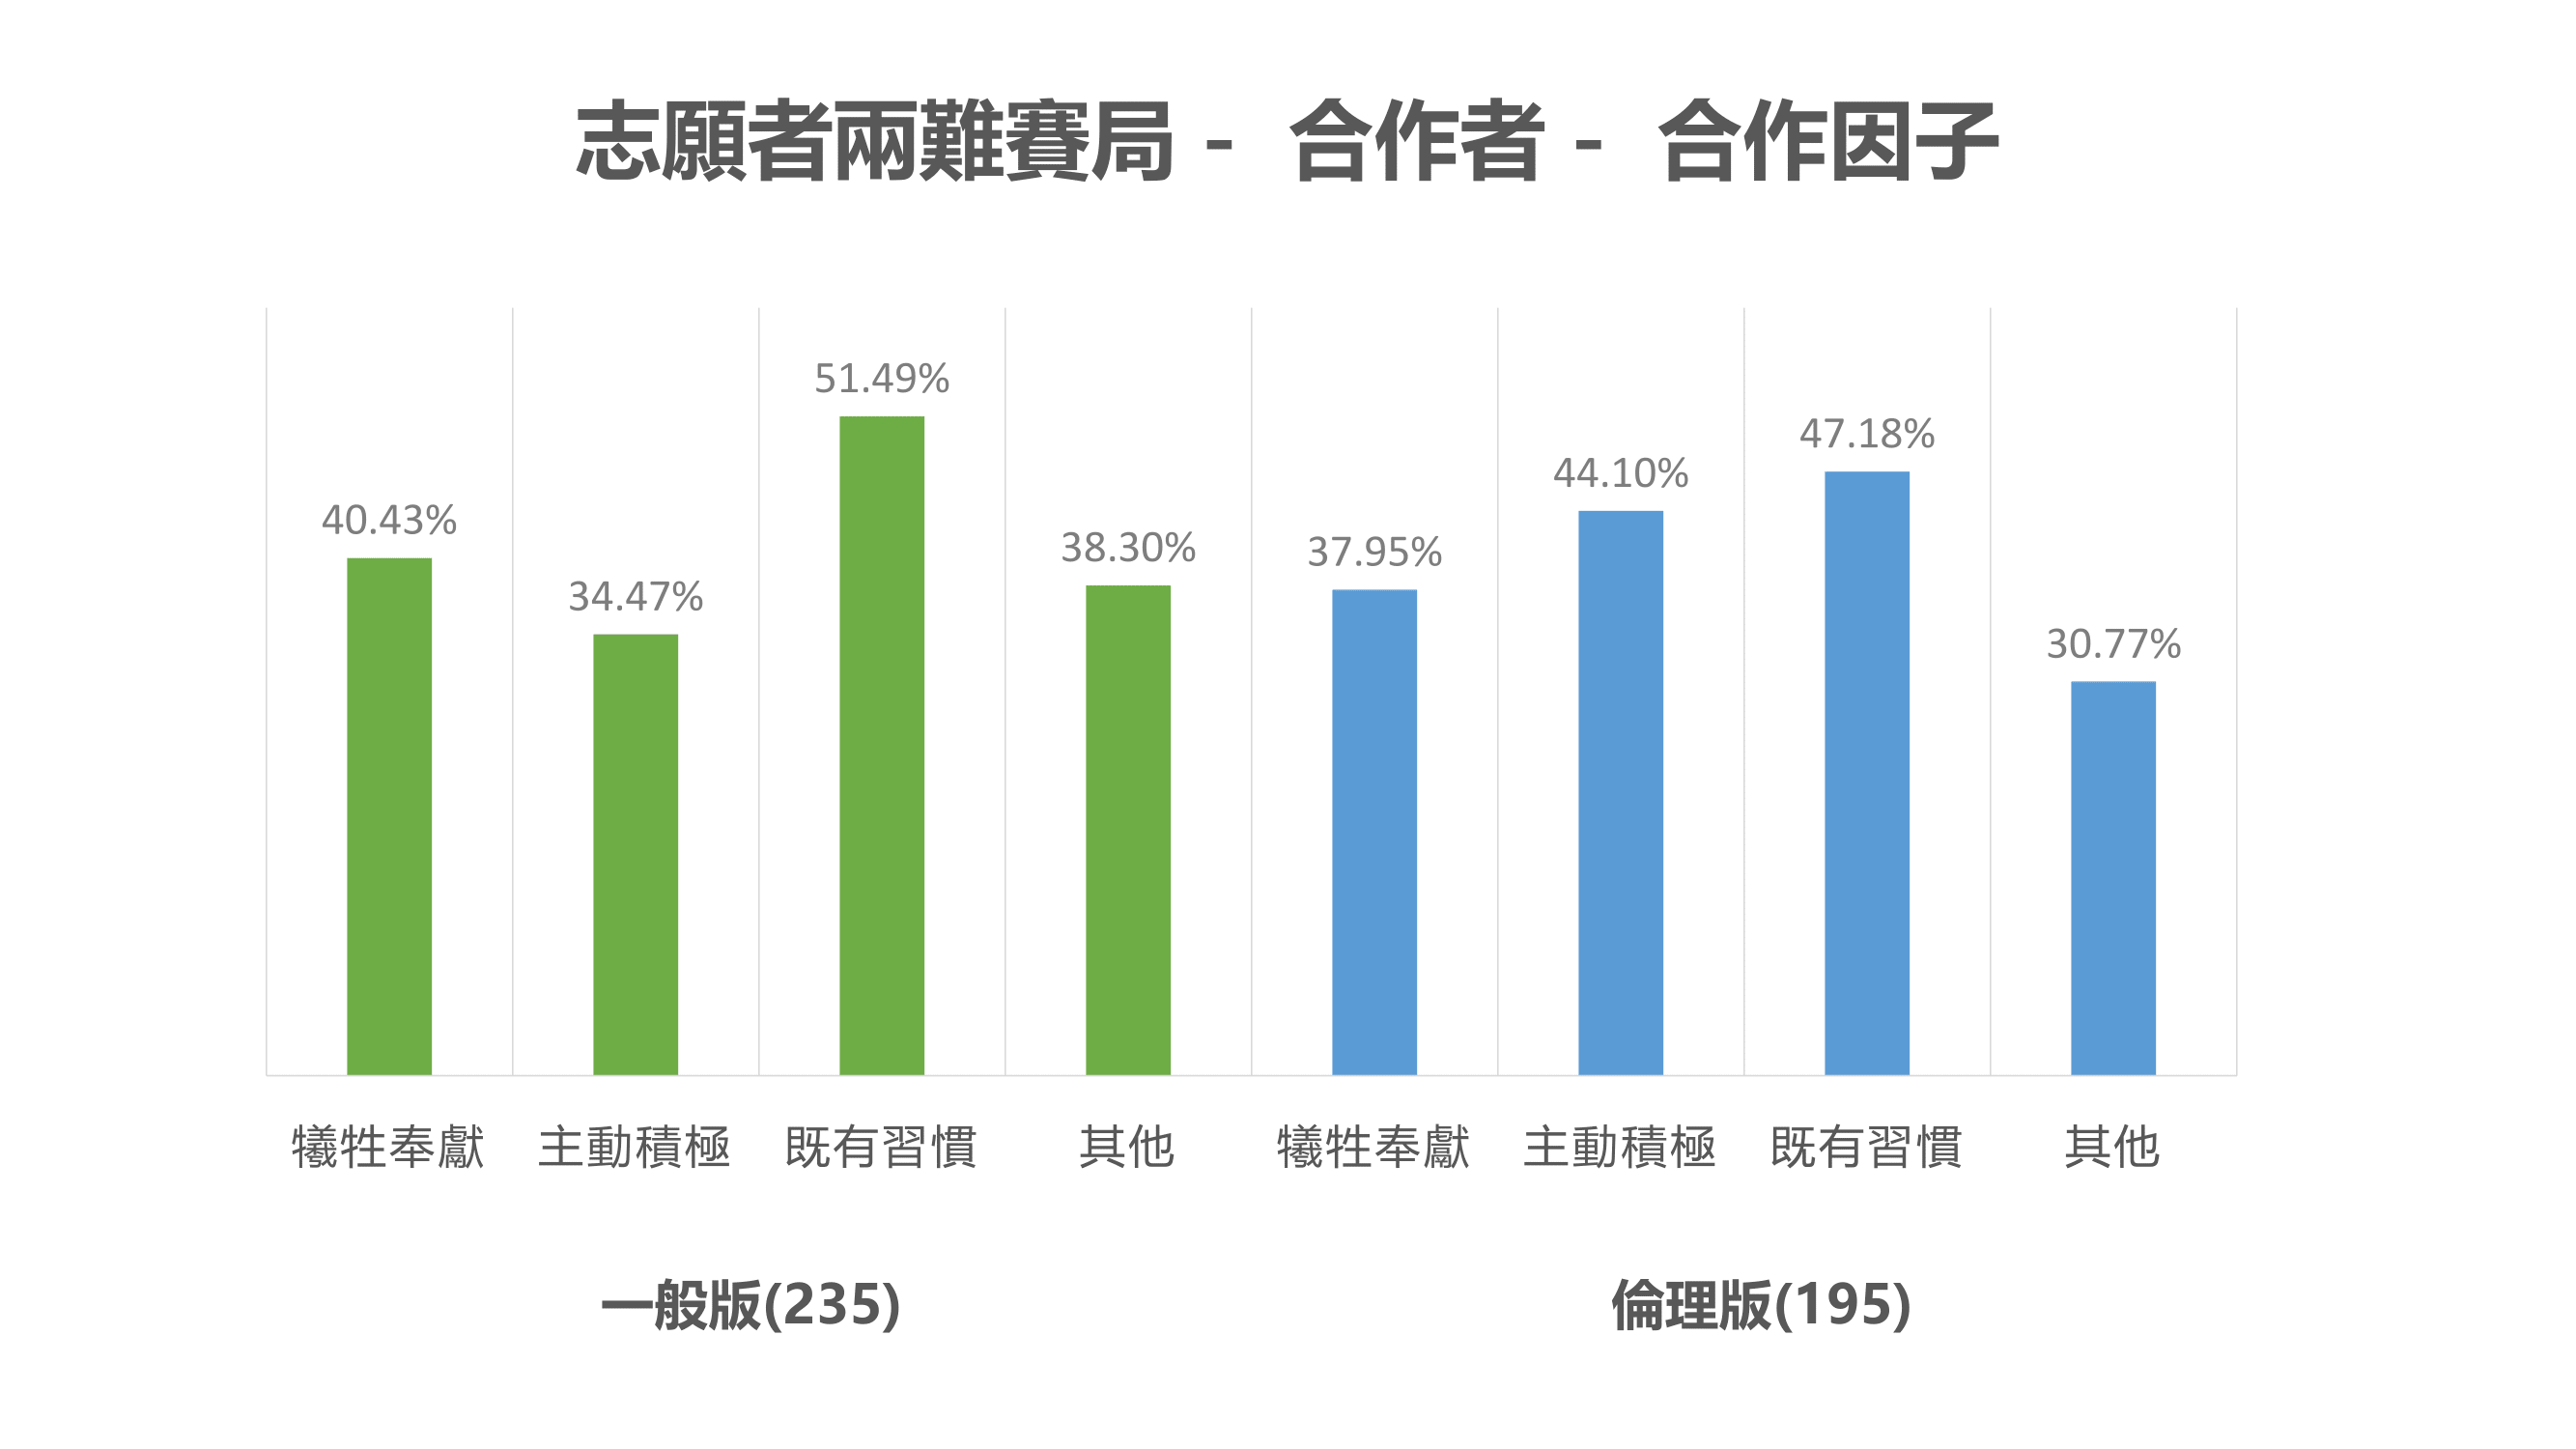 志願者兩難賽局 - 合作者 - 合作因子
51.49%
47.18%
44.10%
40.43%
38.30%
37.95%
34.47%
30.77%
犧牲奉獻 主動積極 既有習慣 其他 犧牲奉獻 主動積極 既有習慣 其他
一般版(235) 倫理版(195)